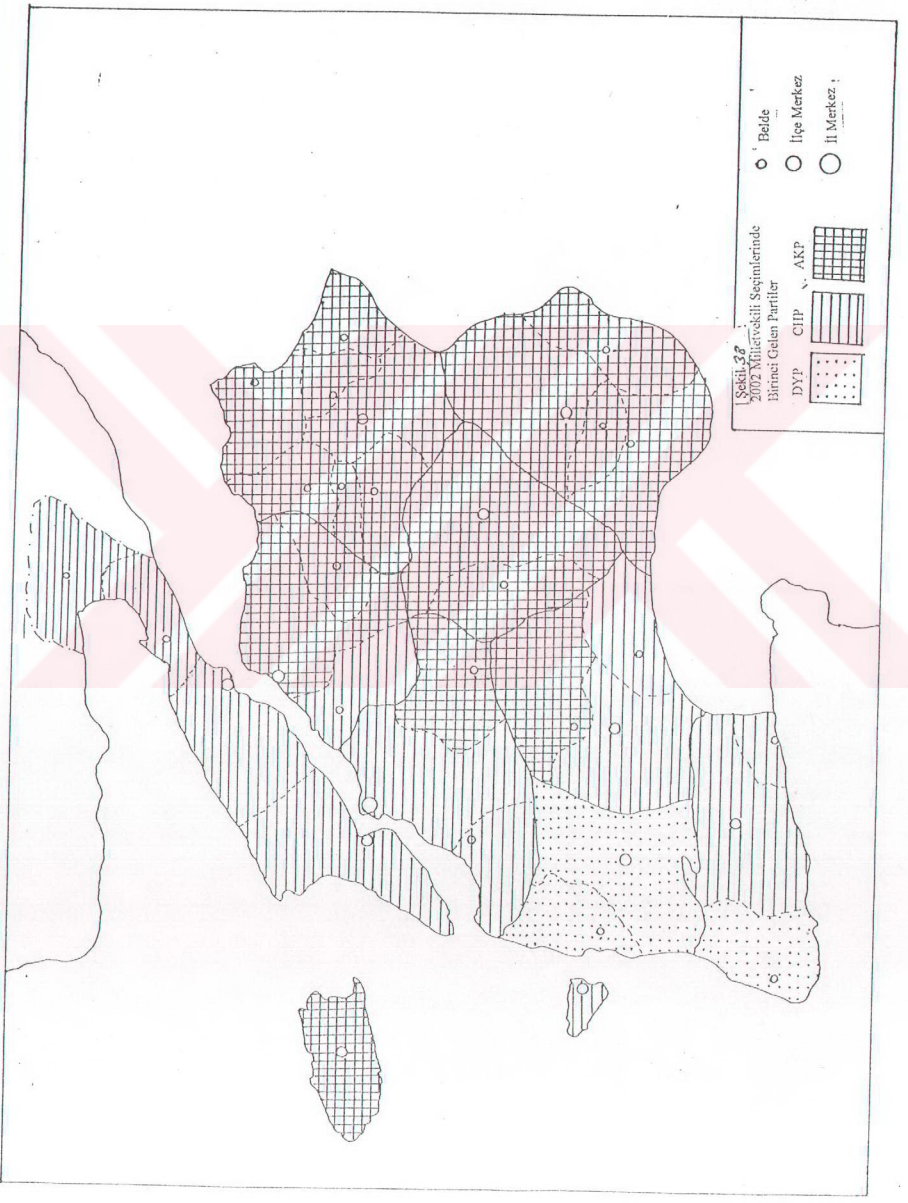 Şekil 38
2002 Milletvekili Seçimlerinde
Birinci Gelen Partiler
DYP CHP AKP
Belde
İlçe Merkez
İl Merkez